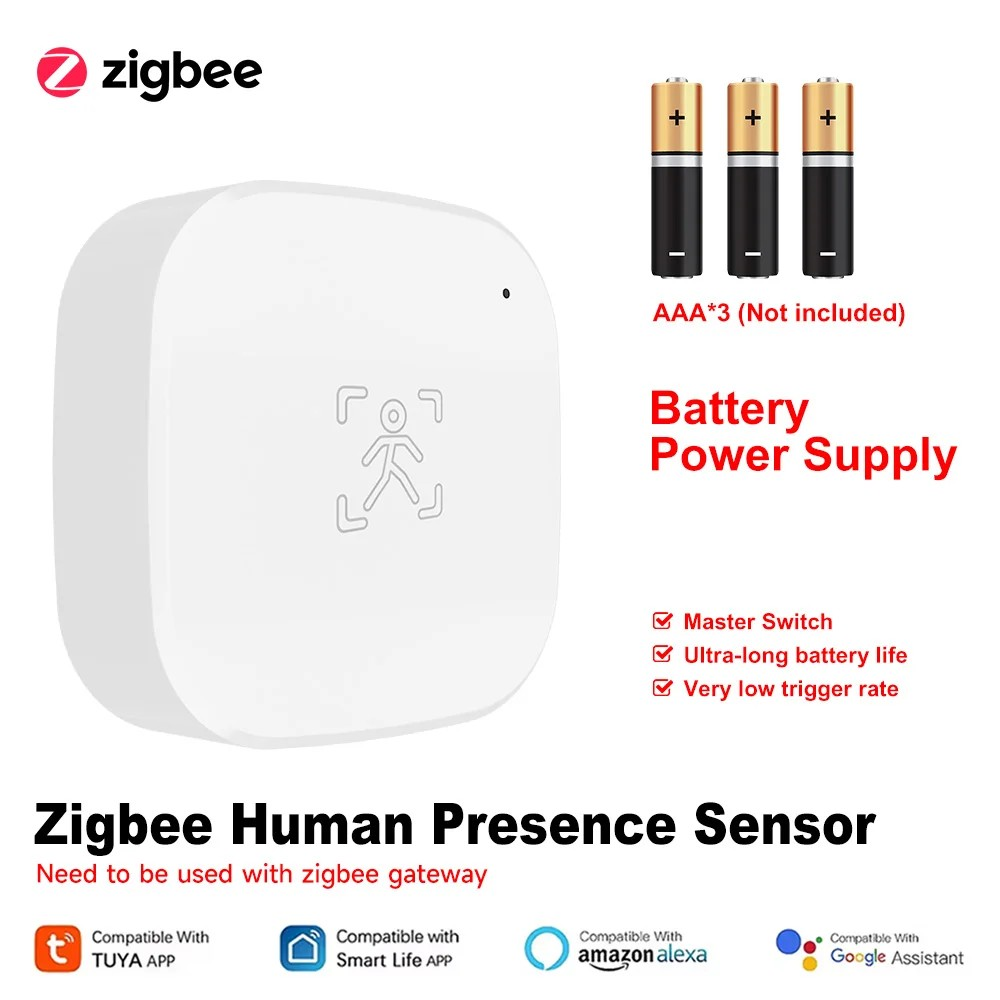 zigbee
+ + +
- - -
AAA*3 (Not included)
Battery
Power Supply
Master Switch
Ultra-long battery life
Very low trigger rate
Zigbee Human Presence Sensor
Need to be used with zigbee gateway
Compatible With
TUYA APP
Compatible with
Smart Life APP
Compatible With
amazon alexa
Compatible With
Google Assistant